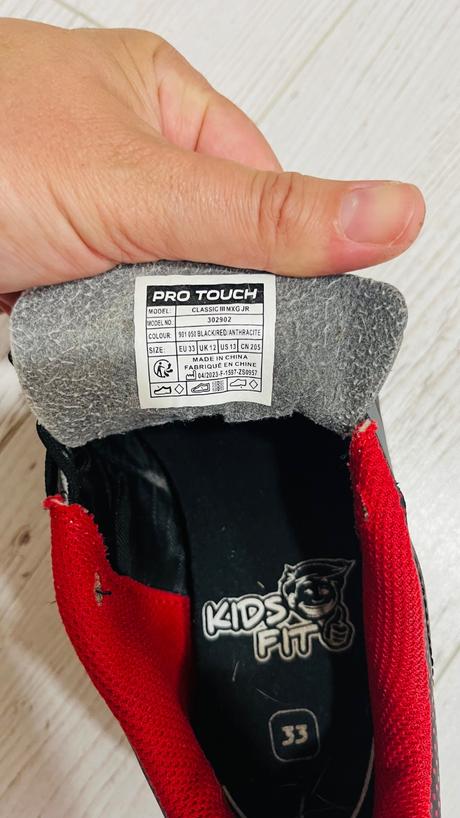 PRO TOUCH
MODEL: CLASSIC III MXG JR
MODEL NO: 302902
COLOUR: 901 050 BLACK/RED/ANTHRACITE
SIZE: EU 33 UK 12 US 13 CN 205
MADE IN CHINA
FABRIQUÉ EN CHINE
04/2023-F-1597-ZS0957
KIDS
FIT
33